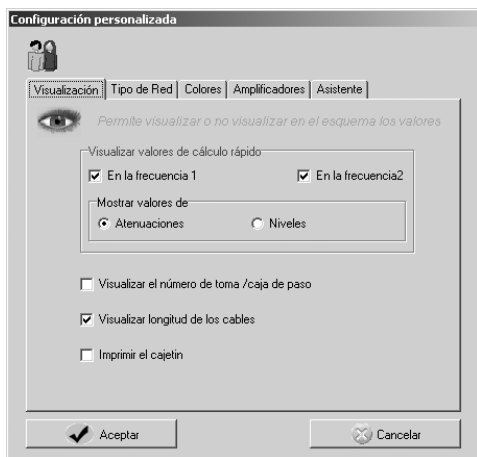 Configuración personalizada
Visualización Tipo de Red Colores Amplificadores Asistente
Permite visualizar o no visualizar en el esquema los valores
Visualizar valores de cálculo rápido
En la frecuencia 1 En la frecuencia2
Mostrar valores de
Atenuaciones Niveles
Visualizar el número de toma /caja de paso
Visualizar longitud de los cables
Imprimir el cajetin
Aceptar Cancelar